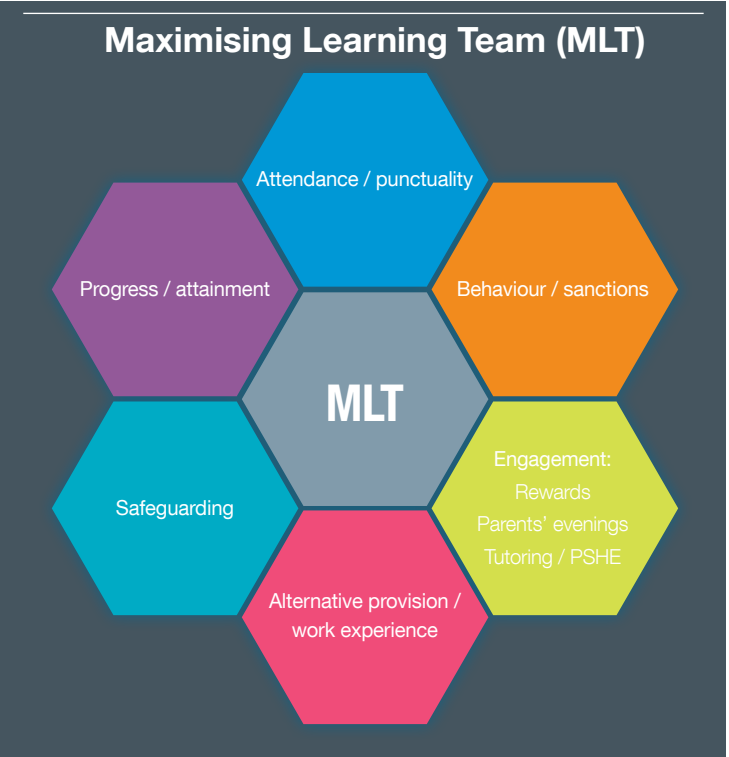 Maximising Learning Team (MLT)
Attendance / punctuality
Progress / attainment
Behaviour / sanctions
MLT
Safeguarding
Engagement:
Rewards
Parents’ evenings
Tutoring / PSHE
Alternative provision /
work experience